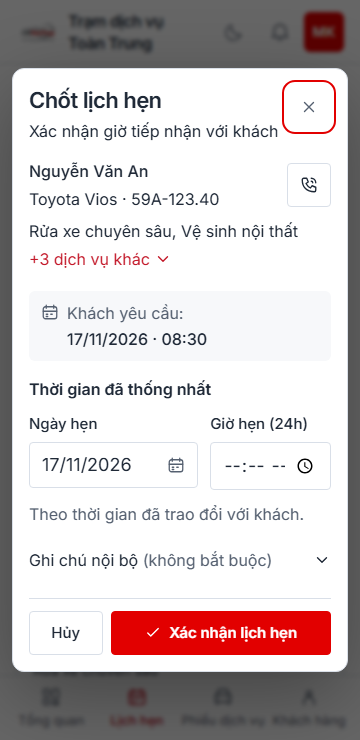 Trạm dịch vụ
Toàn Trung
MK
Chốt lịch hẹn
Xác nhận giờ tiếp nhận với khách
Nguyễn Văn An
Toyota Vios · 59A-123.40
Rửa xe chuyên sâu, Vệ sinh nội thất
+3 dịch vụ khác
Khách yêu cầu:
17/11/2026 · 08:30
Thời gian đã thống nhất
Ngày hẹn
Giờ hẹn (24h)
17/11/2026
--:-- --
Theo thời gian đã trao đổi với khách.
Ghi chú nội bộ (không bắt buộc)
Hủy
Xác nhận lịch hẹn
Tổng quan
Lịch hẹn
Phiếu dịch vụ
Khách hàng